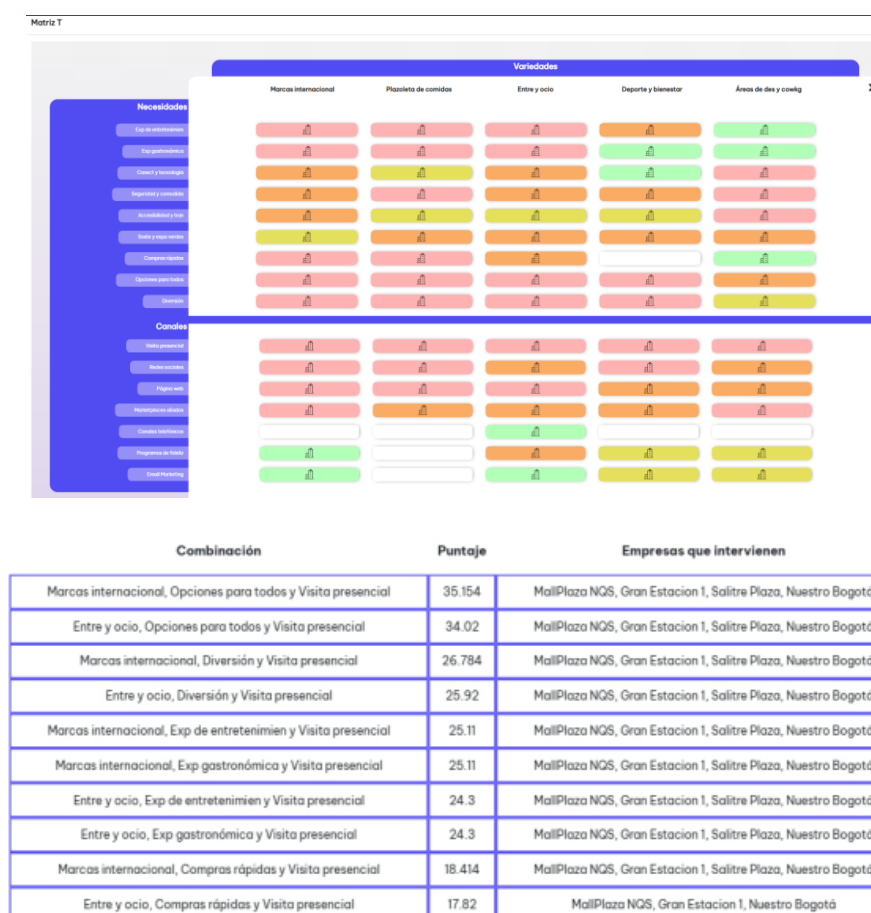 Matriz T
Variedades
Marcas internacional Plazoleta de comidas Entre y ocio Deporte y bienestar Áreas de des y cowkg
Necesidades
Exp de entretenimien
Exp gastronómica
Conect y tecnología
Seguridad y comodida
Accesibilidad y tran
Soste y espa verdes
Compras rápidas
Opciones para todos
Diversión
Canales
Visita presencial
Redes sociales
Página web
Marketplaces aliados
Canales telefónicos
Programas de fideliz
Email Marketing
Combinación Puntaje Empresas que intervienen
Marcas internacional, Opciones para todos y Visita presencial 35.154 MallPlaza NQS, Gran Estacion 1, Salitre Plaza, Nuestro Bogotá
Entre y ocio, Opciones para todos y Visita presencial 34.02 MallPlaza NQS, Gran Estacion 1, Salitre Plaza, Nuestro Bogotá
Marcas internacional, Diversión y Visita presencial 26.784 MallPlaza NQS, Gran Estacion 1, Salitre Plaza, Nuestro Bogotá
Entre y ocio, Diversión y Visita presencial 25.92 MallPlaza NQS, Gran Estacion 1, Salitre Plaza, Nuestro Bogotá
Marcas internacional, Exp de entretenimien y Visita presencial 25.11 MallPlaza NQS, Gran Estacion 1, Salitre Plaza, Nuestro Bogotá
Marcas internacional, Exp gastronómica y Visita presencial 25.11 MallPlaza NQS, Gran Estacion 1, Salitre Plaza, Nuestro Bogotá
Entre y ocio, Exp de entretenimien y Visita presencial 24.3 MallPlaza NQS, Gran Estacion 1, Salitre Plaza, Nuestro Bogotá
Entre y ocio, Exp gastronómica y Visita presencial 24.3 MallPlaza NQS, Gran Estacion 1, Salitre Plaza, Nuestro Bogotá
Marcas internacional, Compras rápidas y Visita presencial 18.414 MallPlaza NQS, Gran Estacion 1, Salitre Plaza, Nuestro Bogotá
Entre y ocio, Compras rápidas y Visita presencial 17.82 MallPlaza NQS, Gran Estacion 1, Nuestro Bogotá